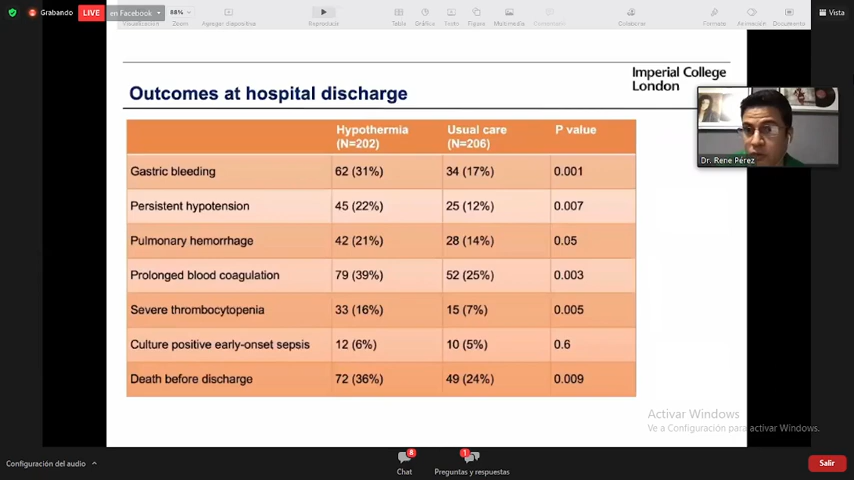 Grabando
LIVE
en Facebook
88%
Vista
Visualización
Zoom
Agregar diapositiva
Reproducir
Tabla
Gráfica
Texto
Figura
Multimedia
Comentario
Colaborar
Formato
Animación
Documento
Imperial College
London
Outcomes at hospital discharge
Hypothermia (N=202) Usual care (N=206) P value
Gastric bleeding 62 (31%) 34 (17%) 0.001
Persistent hypotension 45 (22%) 25 (12%) 0.007
Pulmonary hemorrhage 42 (21%) 28 (14%) 0.05
Prolonged blood coagulation 79 (39%) 52 (25%) 0.003
Severe thrombocytopenia 33 (16%) 15 (7%) 0.005
Culture positive early-onset sepsis 12 (6%) 10 (5%) 0.6
Death before discharge 72 (36%) 49 (24%) 0.009
Dr. Rene Pérez
Activar Windows
Ve a Configuración para activar Windows.
Configuración del audio
8
Chat
1
Preguntas y respuestas
Salir